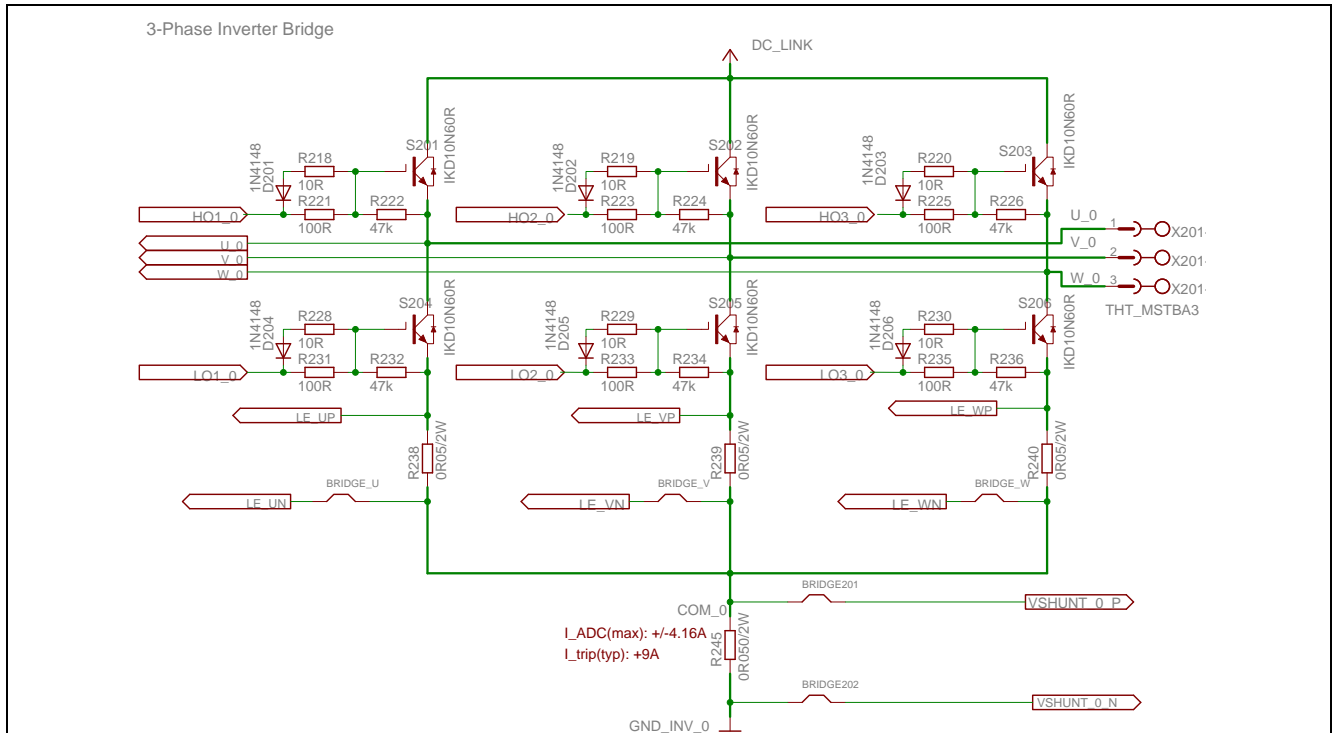 3-Phase Inverter Bridge
DC_LINK
S201
IKD10N60R
S202
IKD10N60R
S203
IKD10N60R
1N4148
D201
R218
10R
R221
100R
R222
47k
HO1_0
1N4148
D202
R219
10R
R223
100R
R224
47k
HO2_0
1N4148
D203
R220
10R
R225
100R
R226
47k
HO3_0
U_0
V_0
W_0
U_0
1
X201-
V_0
2
X201-
W_0
3
X201-
THT_MSTBA3
S204
IKD10N60R
S205
IKD10N60R
S206
IKD10N60R
1N4148
D204
R228
10R
R231
100R
R232
47k
LO1_0
1N4148
D205
R229
10R
R233
100R
R234
47k
LO2_0
1N4148
D206
R230
10R
R235
100R
R236
47k
LO3_0
LE_UP
LE_VP
LE_WP
R238
0R05/2W
R239
0R05/2W
R240
0R05/2W
BRIDGE_U
BRIDGE_V
BRIDGE_W
LE_UN
LE_VN
LE_WN
BRIDGE201
VSHUNT_0_P
COM_0
I_ADC(max): +/-4.16A
I_trip(typ): +9A
R245
0R050/2W
BRIDGE202
VSHUNT_0_N
GND_INV_0